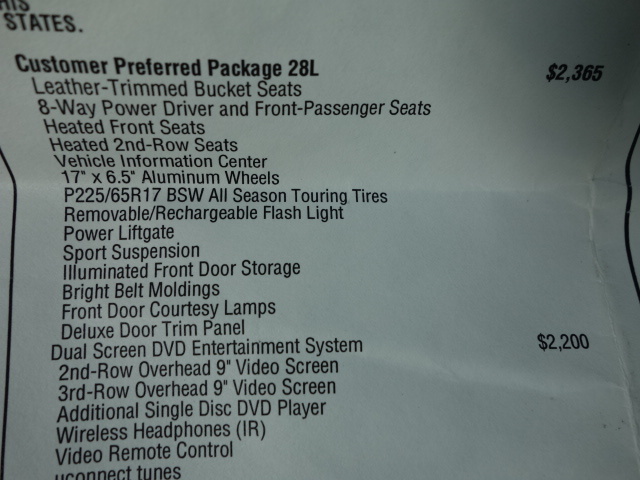 THIS
STATES.
Customer Preferred Package 28L $2,365
Leather-Trimmed Bucket Seats
8-Way Power Driver and Front-Passenger Seats
Heated Front Seats
Heated 2nd-Row Seats
Vehicle Information Center
17" x 6.5" Aluminum Wheels
P225/65R17 BSW All Season Touring Tires
Removable/Rechargeable Flash Light
Power Liftgate
Sport Suspension
Illuminated Front Door Storage
Bright Belt Moldings
Front Door Courtesy Lamps
Deluxe Door Trim Panel
Dual Screen DVD Entertainment System $2,200
2nd-Row Overhead 9" Video Screen
3rd-Row Overhead 9" Video Screen
Additional Single Disc DVD Player
Wireless Headphones (IR)
Video Remote Control
uconnect tunes